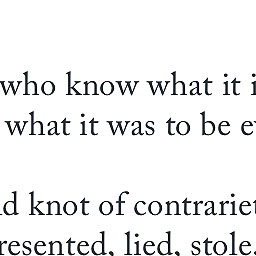 who know what it i
what it was to be e
d knot of contrariet
resented, lied, stole.